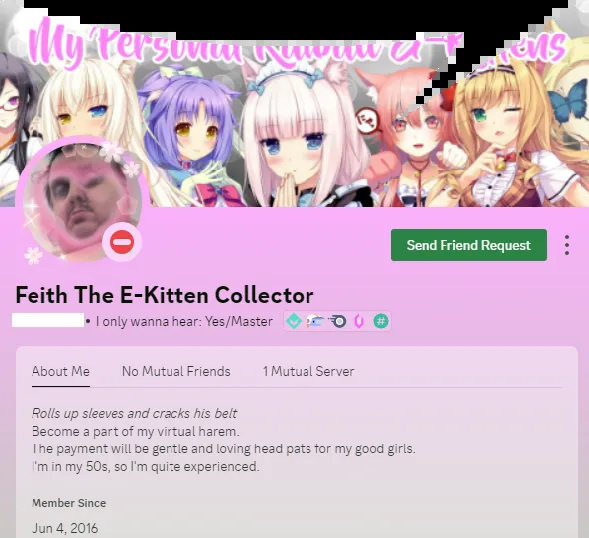 My Personal
Send Friend Request
Feith The E-Kitten Collector
• I only wanna hear: Yes/Master
#
About Me No Mutual Friends 1 Mutual Server
Rolls up sleeves and cracks his belt
Become a part of my virtual harem.
The payment will be gentle and loving head pats for my good girls.
I'm in my 50s, so I'm quite experienced.
Member Since
Jun 4, 2016